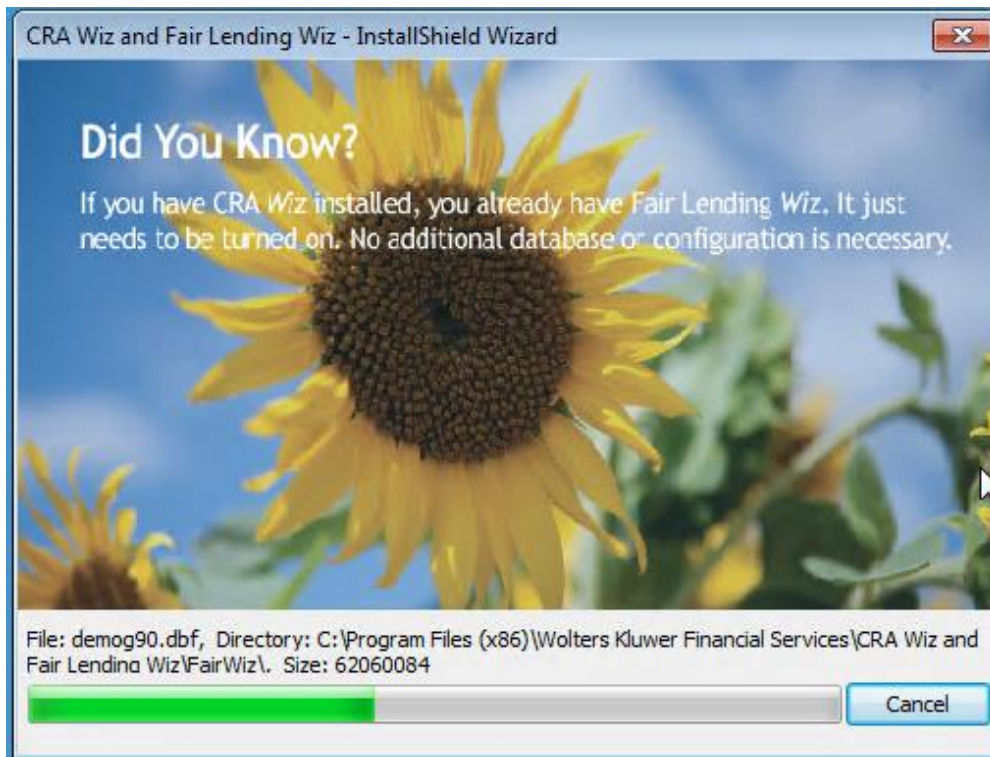 CRA Wiz and Fair Lending Wiz - InstallShield Wizard
Did You Know?
If you have CRA Wiz installed, you already have Fair Lending Wiz. It just
needs to be turned on. No additional database or configuration is necessary.
File: demog90.dbf, Directory: C:\Program Files (x86)\Wolters Kluwer Financial Services\CRA Wiz and
Fair Lending Wiz\FairWiz\. Size: 62060084
Cancel